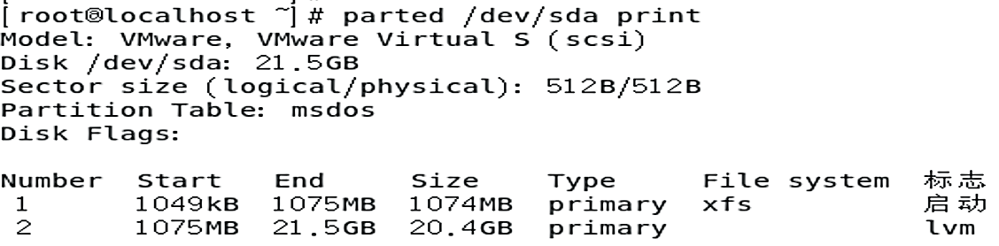 [root@localhost ~]# parted /dev/sda print
Model: VMware, VMware Virtual S (scsi)
Disk /dev/sda: 21.5GB
Sector size (logical/physical): 512B/512B
Partition Table: msdos
Disk Flags:
Number Start End Size Type File system 标志
1 1049kB 1075MB 1074MB primary xfs 启动
2 1075MB 21.5GB 20.4GB primary lvm